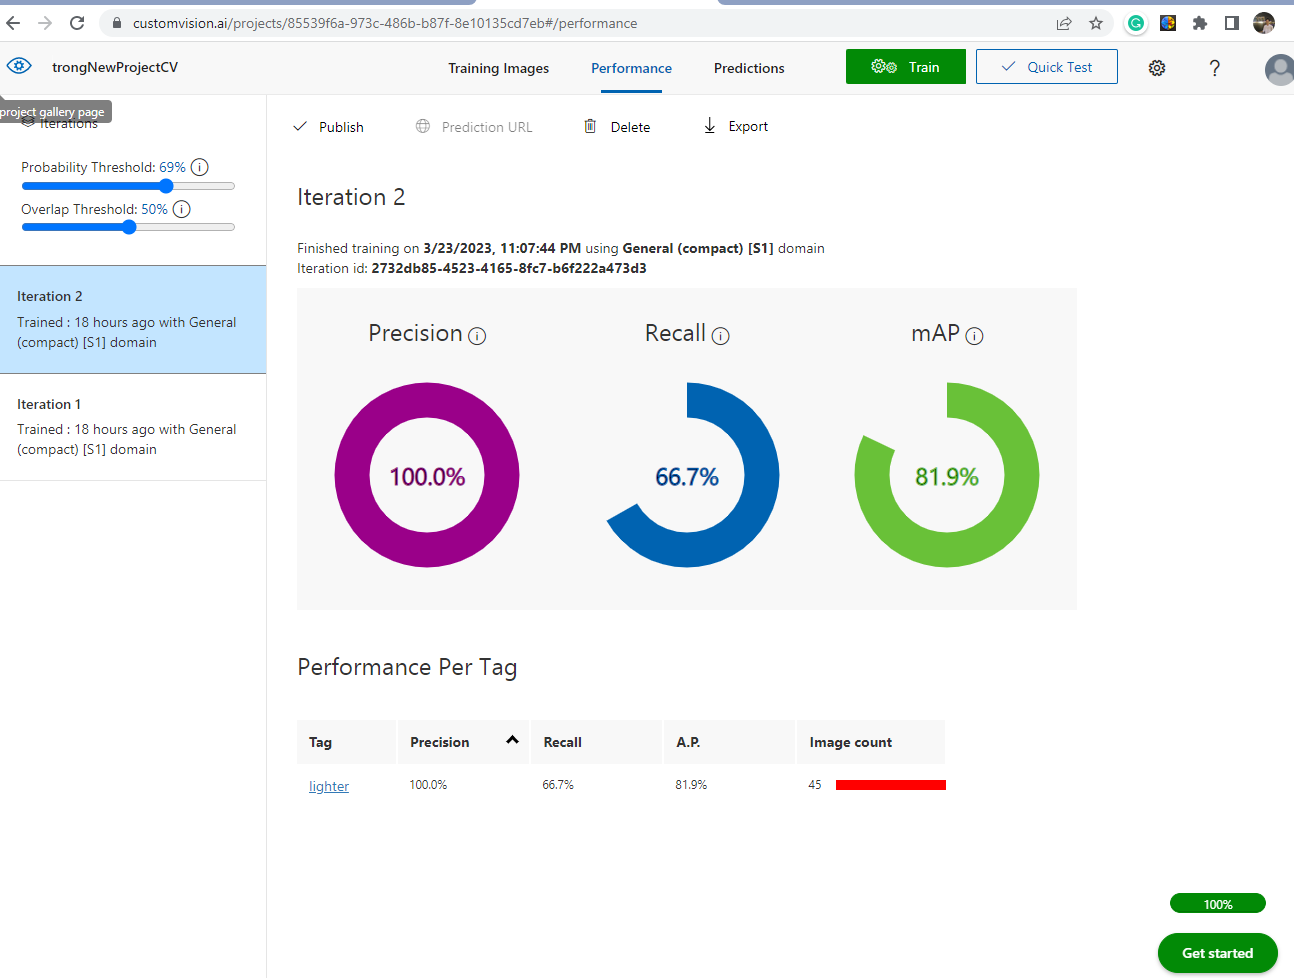 customvision.ai/projects/85539f6a-973c-486b-b87f-8e10135cd7eb#/performance
trongNewProjectCV
Training Images
Performance
Predictions
Train
Quick Test
?
project gallery page
Iterations
Probability Threshold: 69%
Overlap Threshold: 50%
Iteration 2
Trained : 18 hours ago with General
(compact) [S1] domain
Iteration 1
Trained : 18 hours ago with General
(compact) [S1] domain
Publish
Prediction URL
Delete
Export
Iteration 2
Finished training on 3/23/2023, 11:07:44 PM using General (compact) [S1] domain
Iteration id: 2732db85-4523-4165-8fc7-b6f222a473d3
Precision
Recall
mAP
100.0%
66.7%
81.9%
Performance Per Tag
Tag Precision Recall A.P. Image count
lighter 100.0% 66.7% 81.9% 45
100%
Get started